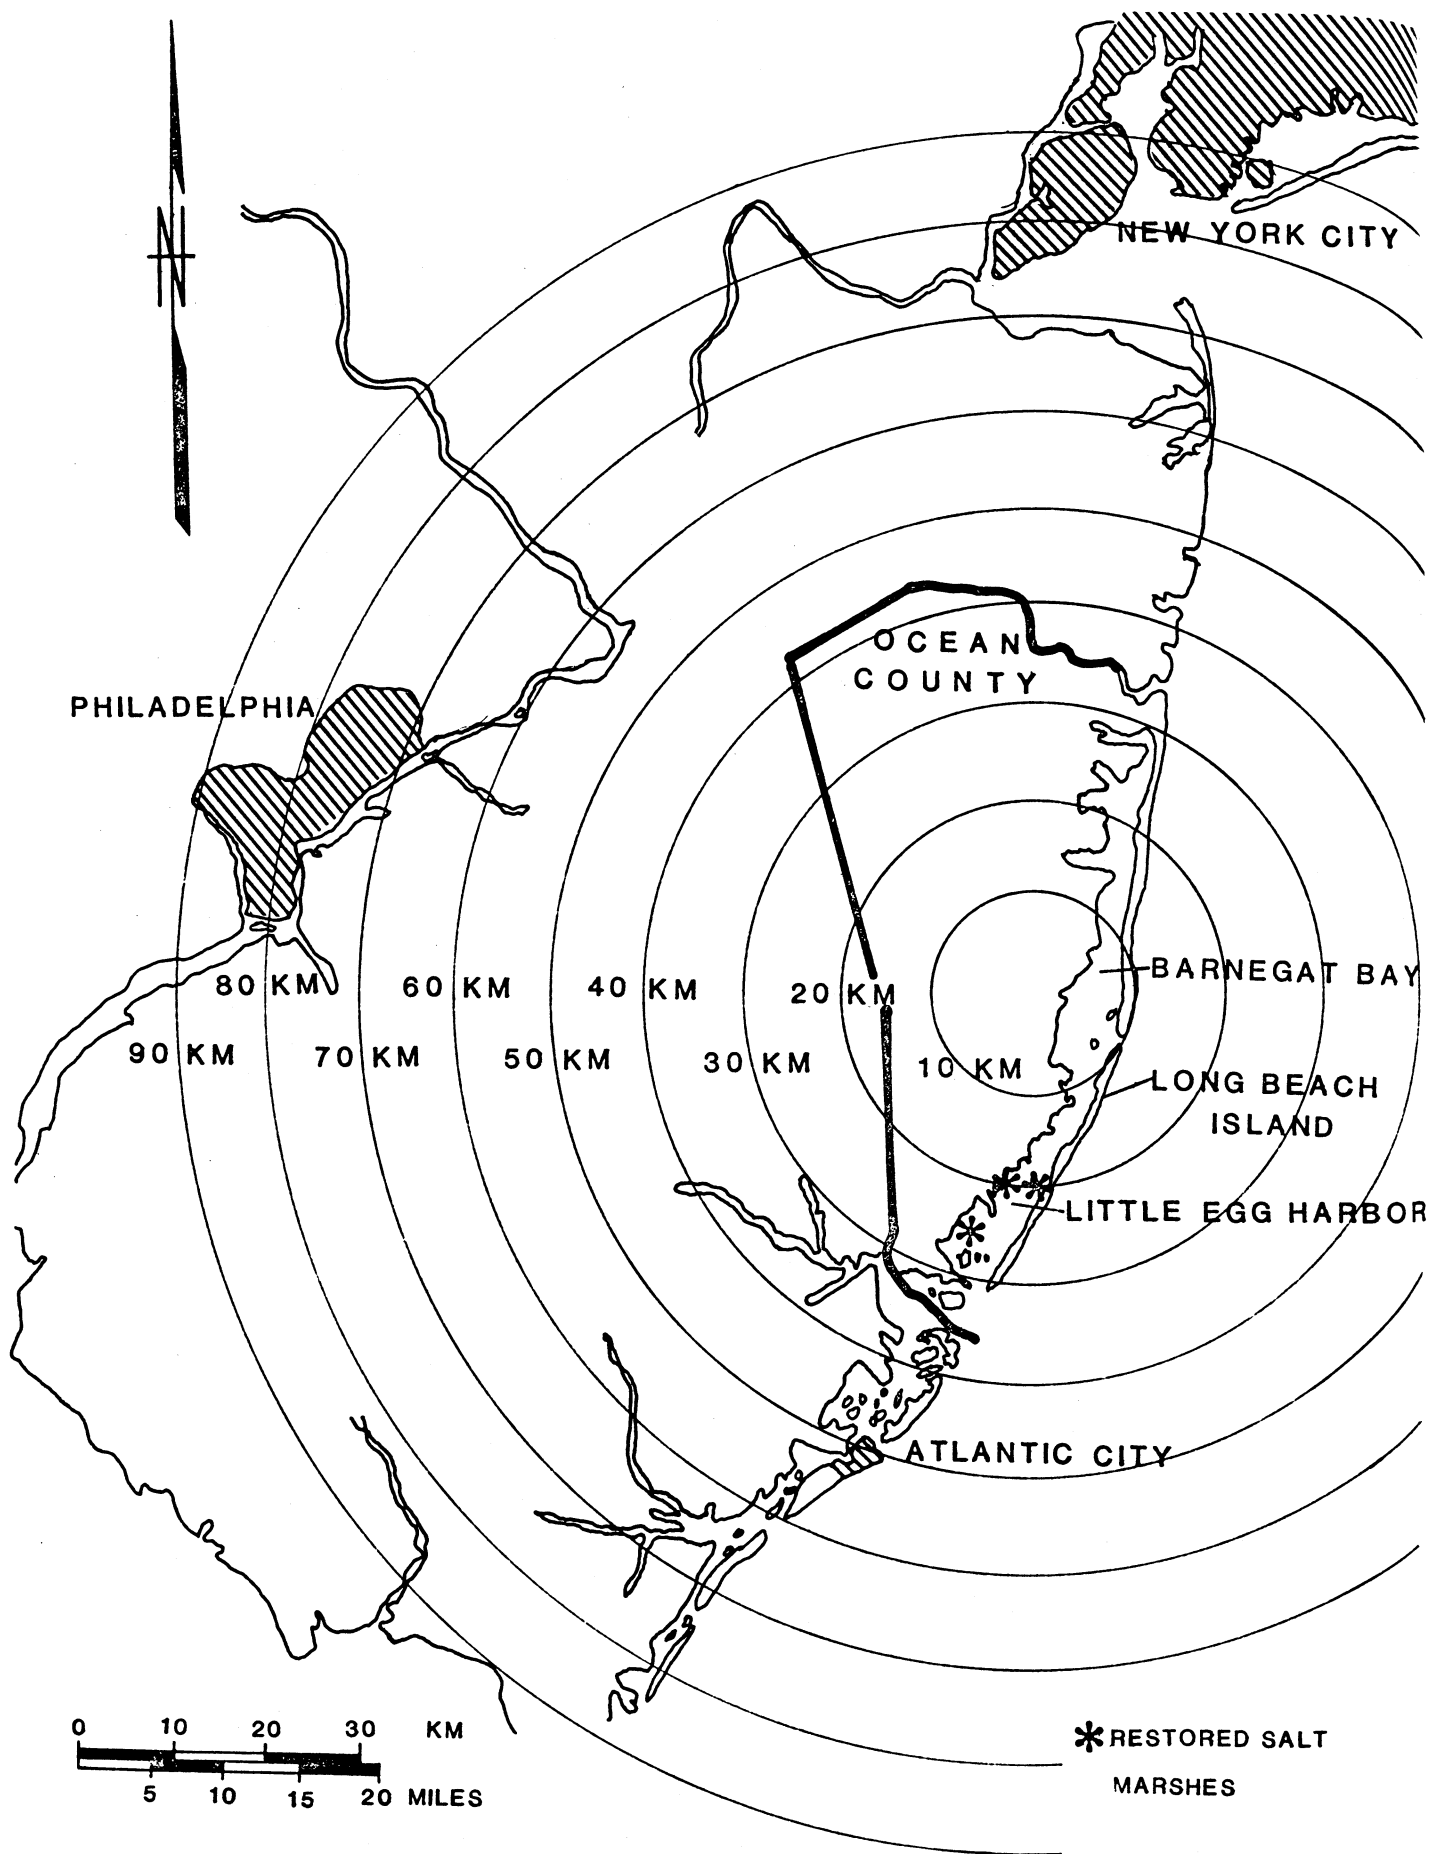 N
NEW YORK CITY
OCEAN
COUNTY
PHILADELPHIA
BARNEGAT BAY
80 KM 60 KM 40 KM 20 KM
90 KM 70 KM 50 KM 30 KM 10 KM
LONG BEACH
ISLAND
LITTLE EGG HARBOR
ATLANTIC CITY
0 10 20 30 KM
5 10 15 20 MILES
RESTORED SALT
MARSHES